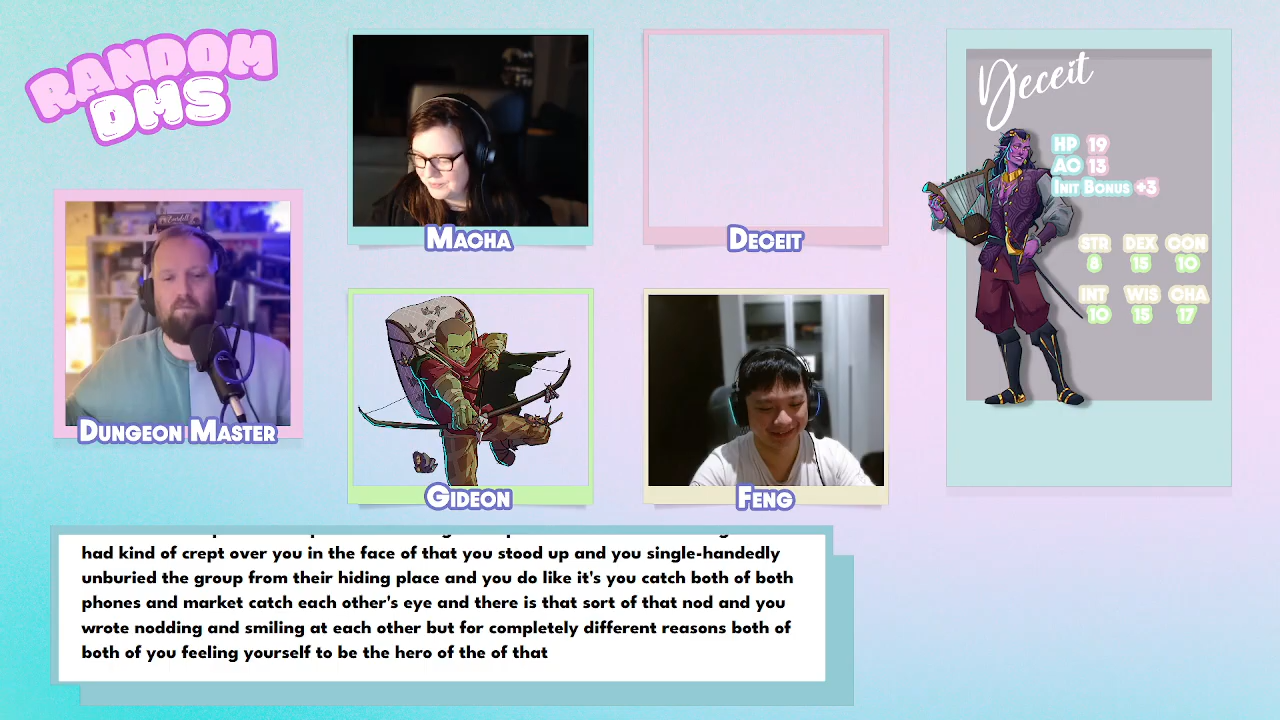 RANDOM
DMS
Deceit
HP 19
AO 13
INIT BONUS +3
STR DEX CON
8 15 10
INT WIS CHA
10 15 17
MACHA
DECEIT
DUNGEON MASTER
GIDEON
FENG
had kind of crept over you in the face of that you stood up and you single-handedly
unburied the group from their hiding place and you do like it's you catch both of both
phones and market catch each other's eye and there is that sort of that nod and you
wrote nodding and smiling at each other but for completely different reasons both of
both of you feeling yourself to be the hero of the of that